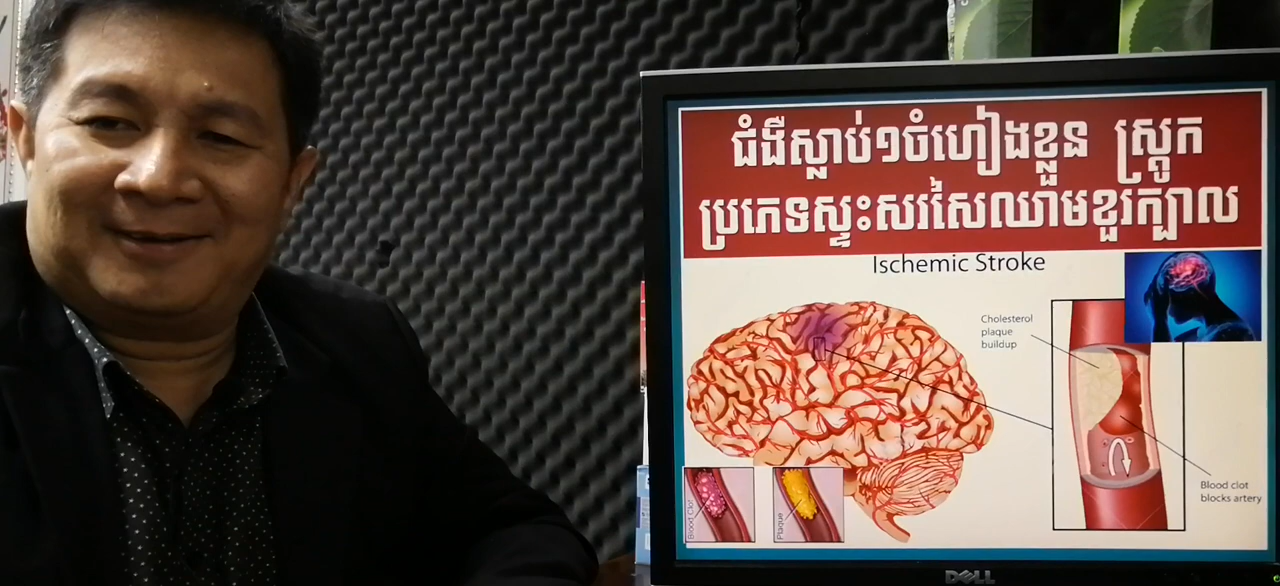 ជំងឺស្លាប់១ចំហៀងខ្លួន ស្ត្រូក
ប្រភេទស្ទះសរសៃឈាមខួរក្បាល
Ischemic Stroke
Cholesterol
plaque
buildup
Blood clot
blocks artery
Blood Clot
Plaque
DELL